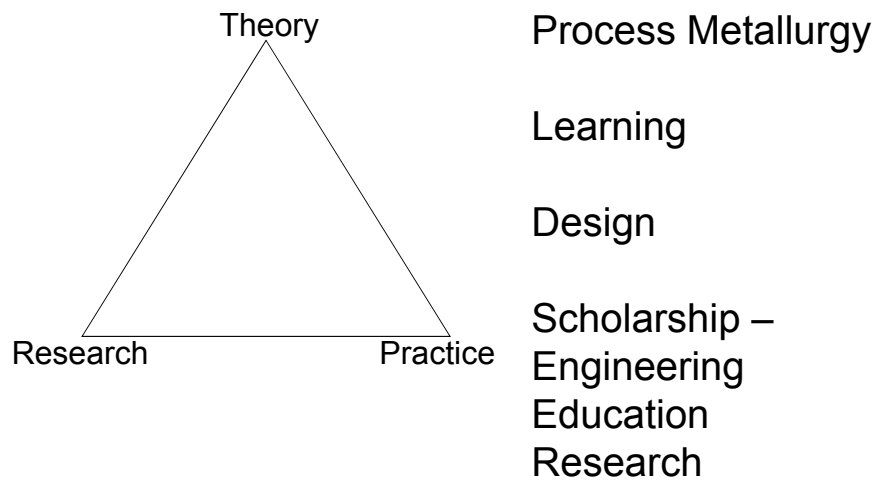 Theory
Research
Practice
Process Metallurgy
Learning
Design
Scholarship –
Engineering
Education
Research